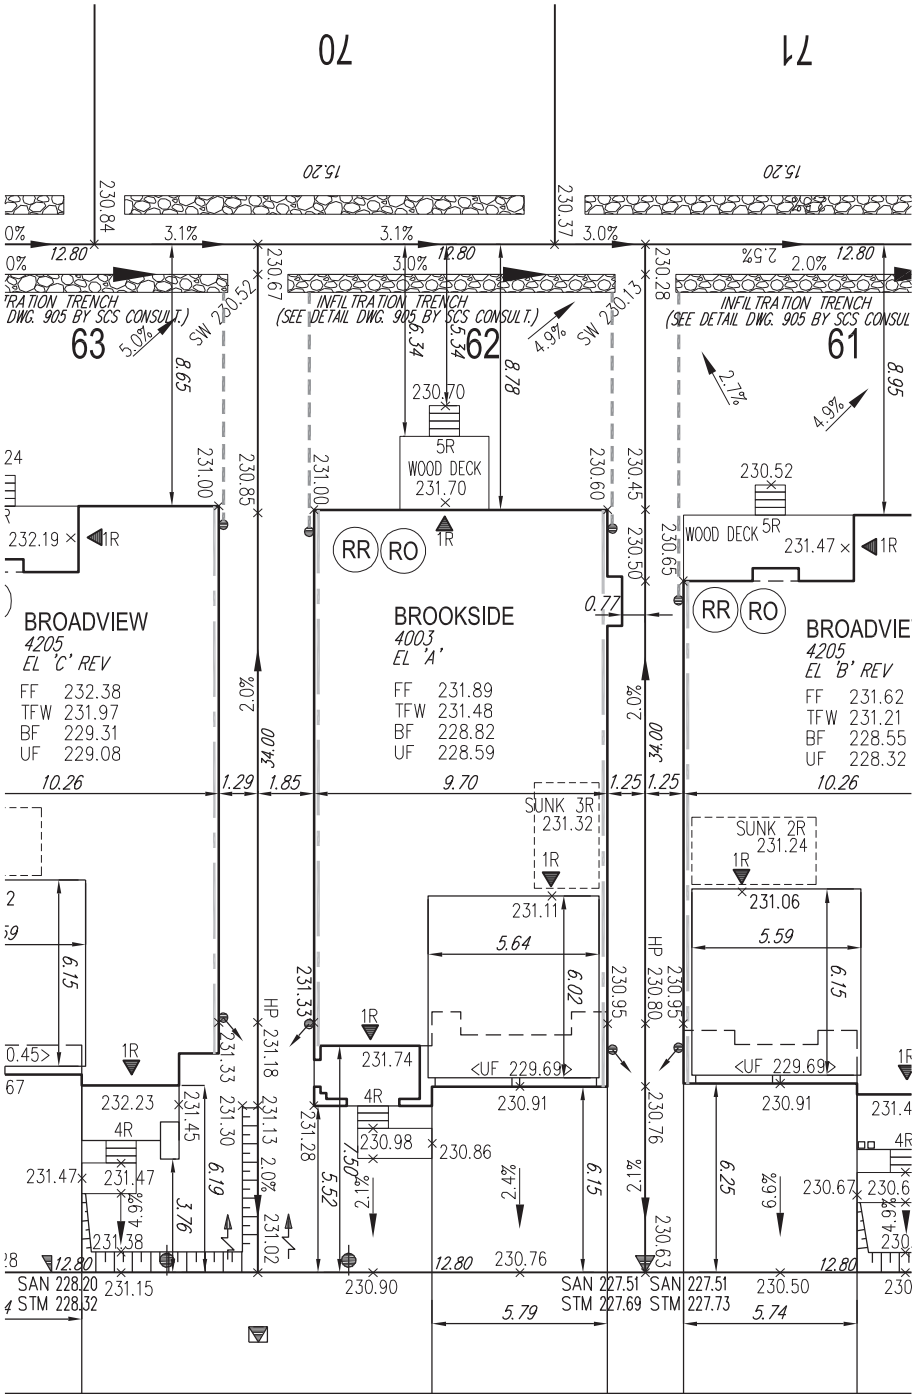 70
71
15.20
15.20
230.84
230.37
0%
3.1%
3.1%
3.0%
12.80
12.80
2.5%
12.80
0%
3.0%
2.0%
230.67
230.28
TRATION TRENCH
DWG. 905 BY SCS CONSULT.)
SW 230.52
INFILTRATION TRENCH
(SEE DETAIL DWG. 905 BY SCS CONSULT.)
SW 230.13
INFILTRATION TRENCH
(SEE DETAIL DWG. 905 BY SCS CONSUL
63
62
61
5.0%
4.9%
2.7%
4.9%
8.65
6.34
5.34
8.78
8.95
24
R
230.70
5R
WOOD DECK
231.70
1R
230.52
5R
WOOD DECK
231.47
1R
231.00
230.85
231.00
230.60
230.45
230.50
230.65
232.19
1R
RR
RO
RR
RO
0.77
BROADVIEW
4205
EL 'C' REV
FF 232.38
TFW 231.97
BF 229.31
UF 229.08
BROOKSIDE
4003
EL 'A'
FF 231.89
TFW 231.48
BF 228.82
UF 228.59
BROADVIE
4205
EL 'B' REV
FF 231.62
TFW 231.21
BF 228.55
UF 228.32
2.0%
34.00
2.0%
34.00
10.26
1.29
1.85
9.70
1.25
1.25
10.26
SUNK 3R
231.32
1R
231.11
SUNK 2R
231.24
1R
231.06
2
59
6.15
5.64
6.02
5.59
6.15
231.33
HP 231.18
231.33
230.95
HP 230.80
230.95
0.45>
67
1R
1R
231.74
<UF 229.69>
<UF 229.69>
1R
232.23
231.45
231.30
231.13
231.28
4R
230.91
230.76
230.91
231.4
4R
4R
230.98
230.86
231.47
231.47
2.0%
7.50
5.52
2.1%
2.4%
6.15
2.1%
6.25
6.6%
230.67
230.6
4.9%
3.76
6.19
231.02
230.63
4.9%
231.38
230.
28
12.80
12.80
12.80
231.15
230.90
230.76
230.50
230
SAN 228.20
STM 228.32
4
SAN 227.51
STM 227.69
SAN 227.51
STM 227.73
5.79
5.74